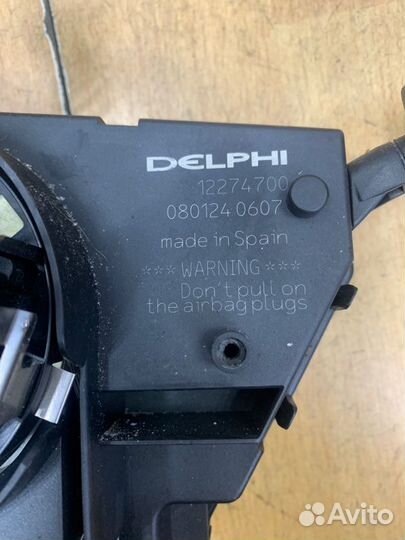 DELPHI
12274700
080124 0607
made in Spain
*** WARNING ***
Don't pull on
the airbag plugs
Avito